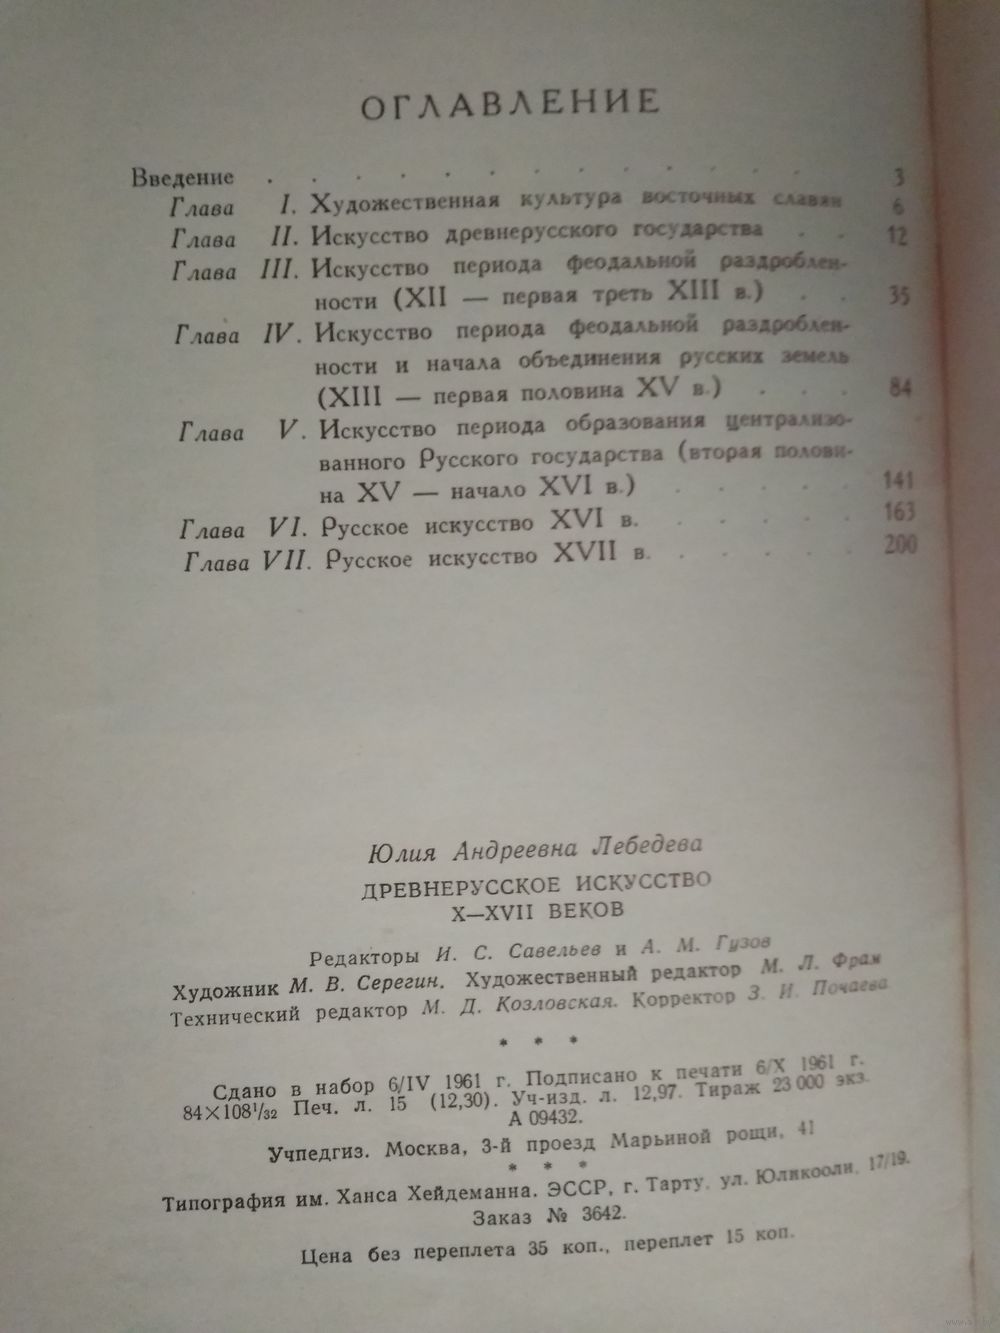 ОГЛАВЛЕНИЕ
Введение . . . . . . . . . . . . . 3
Глава I. Художественная культура восточных славян 6
Глава II. Искусство древнерусского государства . . 12
Глава III. Искусство периода феодальной раздроблен-
ности (XII — первая треть XIII в.) . . 35
Глава IV. Искусство периода феодальной раздроблен-
ности и начала объединения русских земель
(XIII — первая половина XV в.) . . . 84
Глава V. Искусство периода образования централизо-
ванного Русского государства (вторая полови-
на XV — начало XVI в.) . . . . . 141
Глава VI. Русское искусство XVI в. . . . . . 163
Глава VII. Русское искусство XVII в. . . . . . 200
Юлия Андреевна Лебедева
ДРЕВНЕРУССКОЕ ИСКУССТВО
X—XVII ВЕКОВ
Редакторы И. С. Савельев и А. М. Гузов
Художник М. В. Серегин. Художественный редактор М. Л. Фрам
Технический редактор М. Д. Козловская. Корректор З. И. Почаева
* * *
Сдано в набор 6/IV 1961 г. Подписано к печати 6/X 1961 г.
84×108 1/32 Печ. л. 15 (12,30). Уч-изд. л. 12,97. Тираж 23 000 экз.
А 09432.
Учпедгиз. Москва, 3-й проезд Марьиной рощи, 41
* * *
Типография им. Ханса Хейдеманна. ЭССР, г. Тарту, ул. Юликооли, 17/19.
Заказ № 3642.
Цена без переплета 35 коп., переплет 15 коп.